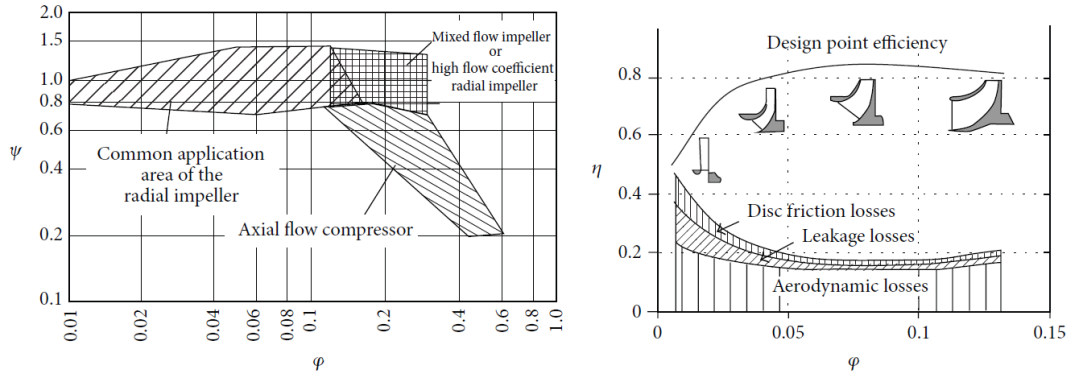 2.0
1.5
1.0
0.8
0.6
0.4
0.2
0.1
ψ
Mixed flow impeller
or
high flow coefficient
radial impeller
Common application
area of the
radial impeller
Axial flow compressor
0.01
0.02
0.04
0.06
0.08
0.1
0.2
0.4
0.6
0.8
1.0
φ
Design point efficiency
0.8
0.6
η
0.4
0.2
0
Disc friction losses
Leakage losses
Aerodynamic losses
0
0.05
0.1
0.15
φ